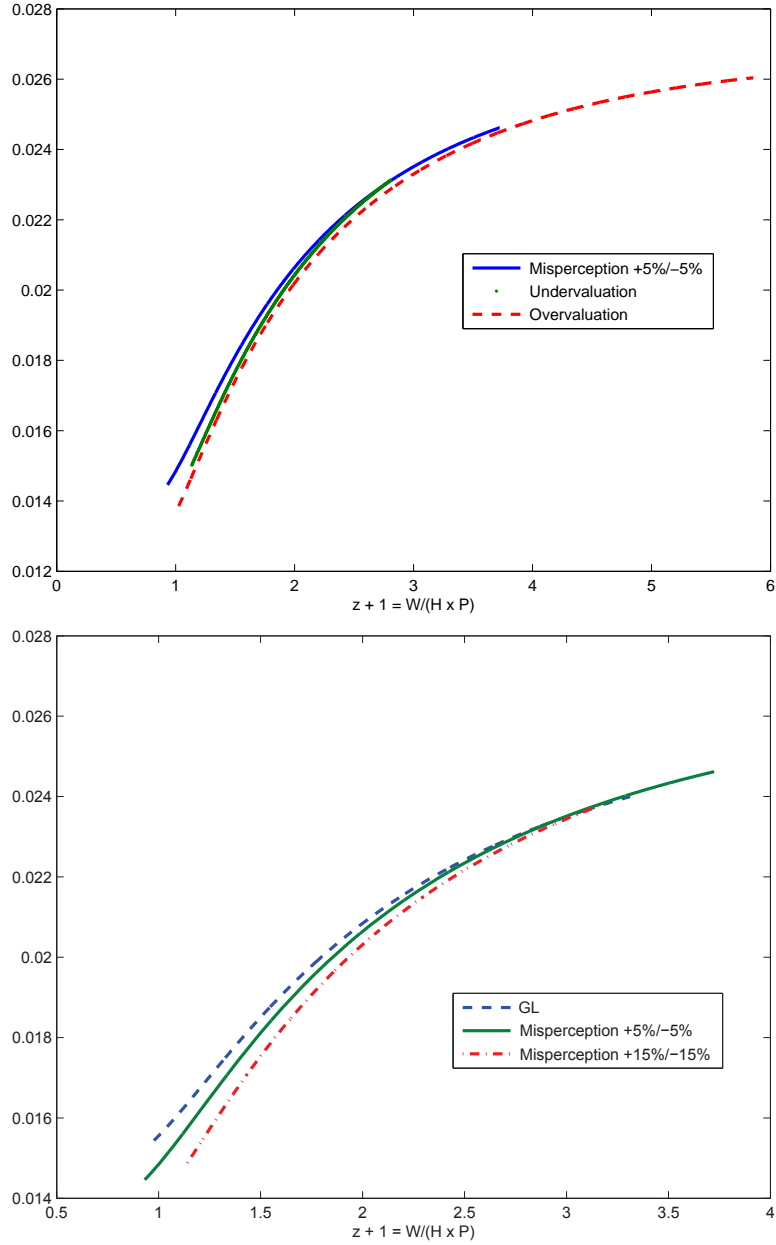 0.028
0.026
0.024
0.022
0.02
0.018
0.016
0.014
0.012
0 1 2 3 4 5 6
z + 1 = W/(H x P)
Misperception +5%/−5%
Undervaluation
Overvaluation
0.028
0.026
0.024
0.022
0.02
0.018
0.016
0.014
0.5 1 1.5 2 2.5 3 3.5 4
z + 1 = W/(H x P)
GL
Misperception +5%/−5%
Misperception +15%/−15%